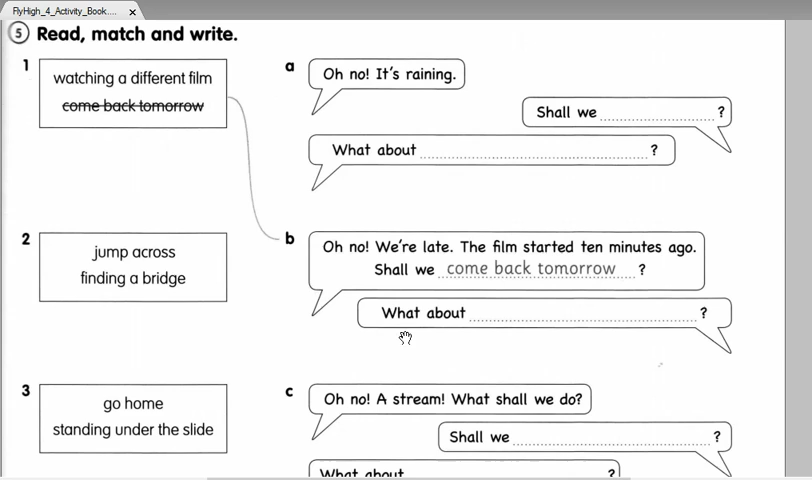 FlyHigh_4_Activity_Book....
5 Read, match and write.
1
watching a different film
come back tomorrow
a
Oh no! It's raining.
Shall we ?
What about ?
2
jump across
finding a bridge
b
Oh no! We're late. The film started ten minutes ago.
Shall we come back tomorrow ?
What about ?
3
go home
standing under the slide
c
Oh no! A stream! What shall we do?
Shall we ?
What about ?